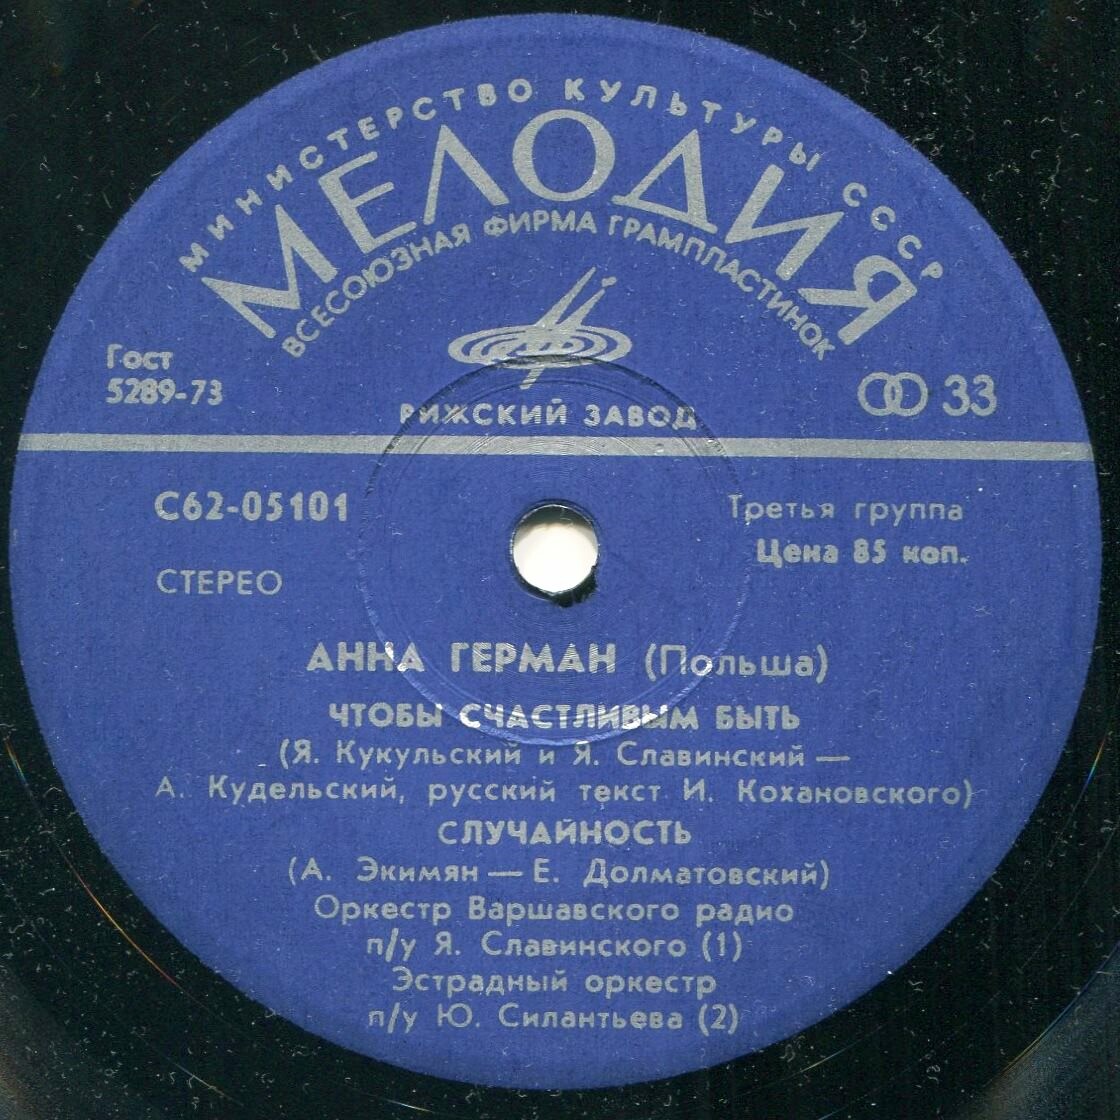 МИНИСТЕРСТВО КУЛЬТУРЫ СССР
МЕЛОДИЯ
ВСЕСОЮЗНАЯ ФИРМА ГРАМПЛАСТИНОК
Гост
5289-73
33
РИЖСКИЙ ЗАВОД
С62-05101
Третья группа
Цена 85 коп.
СТЕРЕО
АННА ГЕРМАН (Польша)
ЧТОБЫ СЧАСТЛИВЫМ БЫТЬ
(Я. Кукульский и Я. Славинский —
А. Кудельский, русский текст И. Кохановского)
СЛУЧАЙНОСТЬ
(А. Экимян — Е. Долматовский)
Оркестр Варшавского радио
п/у Я. Славинского (1)
Эстрадный оркестр
п/у Ю. Силантьева (2)